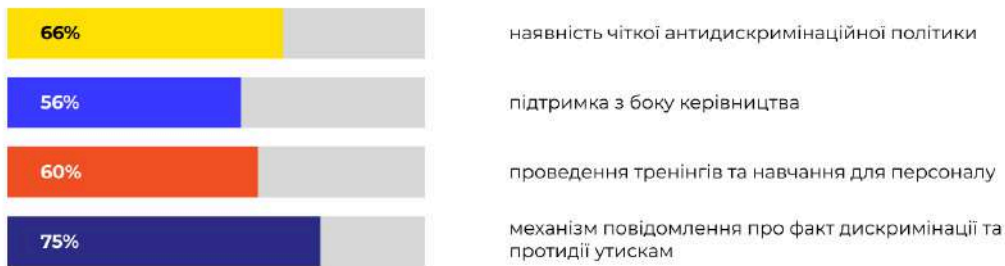 66%
наявність чіткої антидискримінаційної політики
56%
підтримка з боку керівництва
60%
проведення тренінгів та навчання для персоналу
75%
механізм повідомлення про факт дискримінації та
протидії утискам